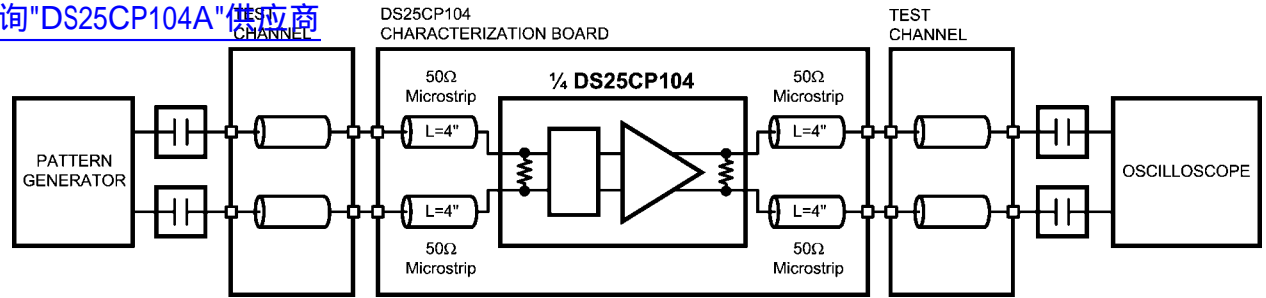 询"DS25CP104A"供应商
TEST
CHANNEL
DS25CP104
CHARACTERIZATION BOARD
TEST
CHANNEL
50Ω
Microstrip
¼ DS25CP104
50Ω
Microstrip
L=4"
L=4"
PATTERN
GENERATOR
OSCILLOSCOPE
L=4"
L=4"
50Ω
Microstrip
50Ω
Microstrip